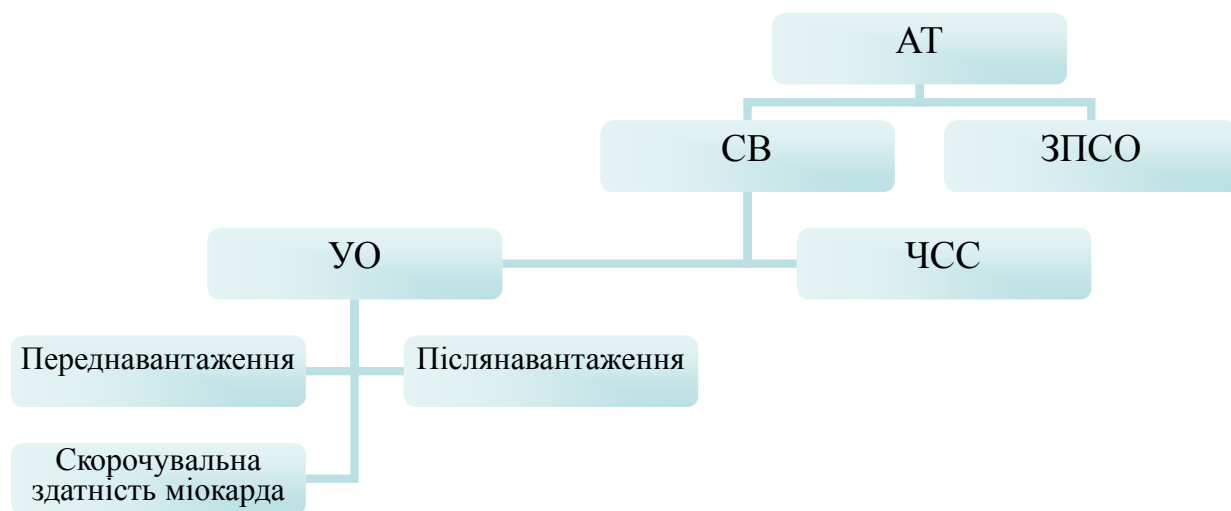 АТ
СВ
ЗПСО
УО
ЧСС
Переднавантаження
Післянавантаження
Скорочувальна
здатність міокарда